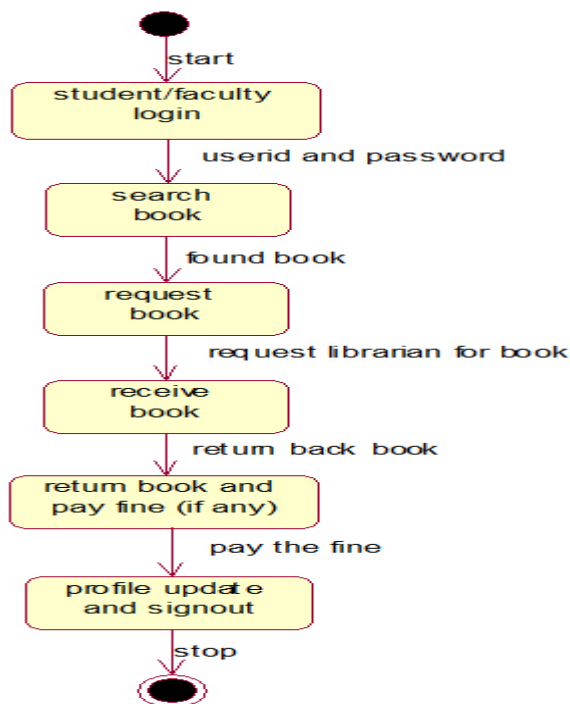 start
student/faculty
login
userid and password
search
book
found book
request
book
request librarian for book
receive
book
return back book
return book and
pay fine (if any)
pay the fine
profile update
and signout
stop